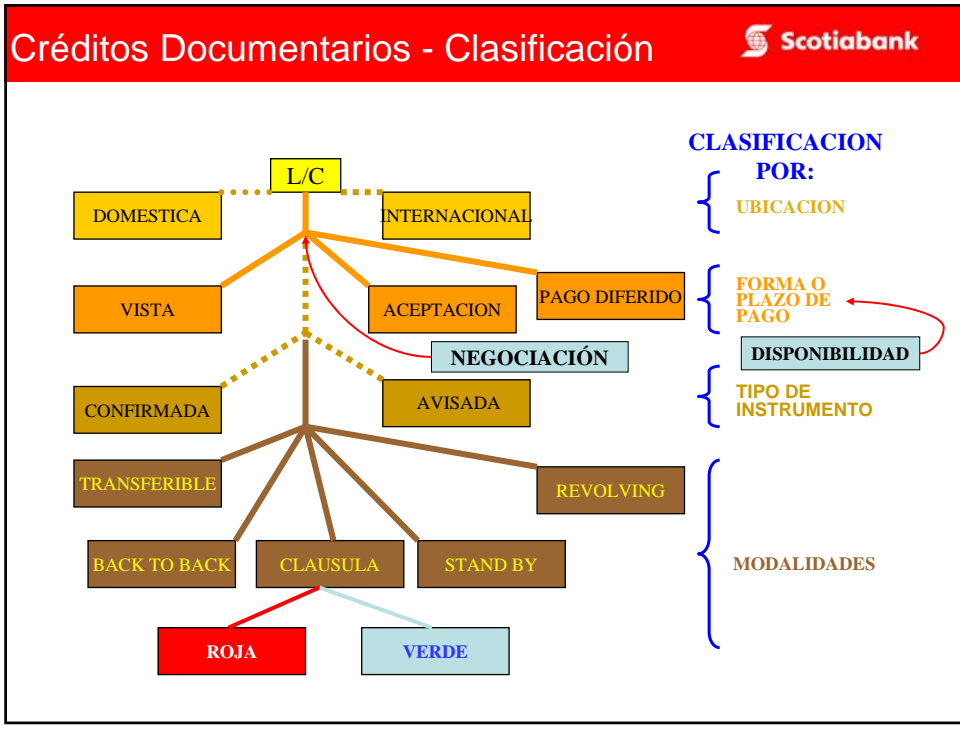 Créditos Documentarios - Clasificación
Scotiabank
CLASIFICACION
POR:
L/C
DOMESTICA
INTERNACIONAL
UBICACION
VISTA
ACEPTACION
PAGO DIFERIDO
FORMA O
PLAZO DE
PAGO
NEGOCIACIÓN
DISPONIBILIDAD
CONFIRMADA
AVISADA
TIPO DE
INSTRUMENTO
TRANSFERIBLE
REVOLVING
BACK TO BACK
CLAUSULA
STAND BY
MODALIDADES
ROJA
VERDE